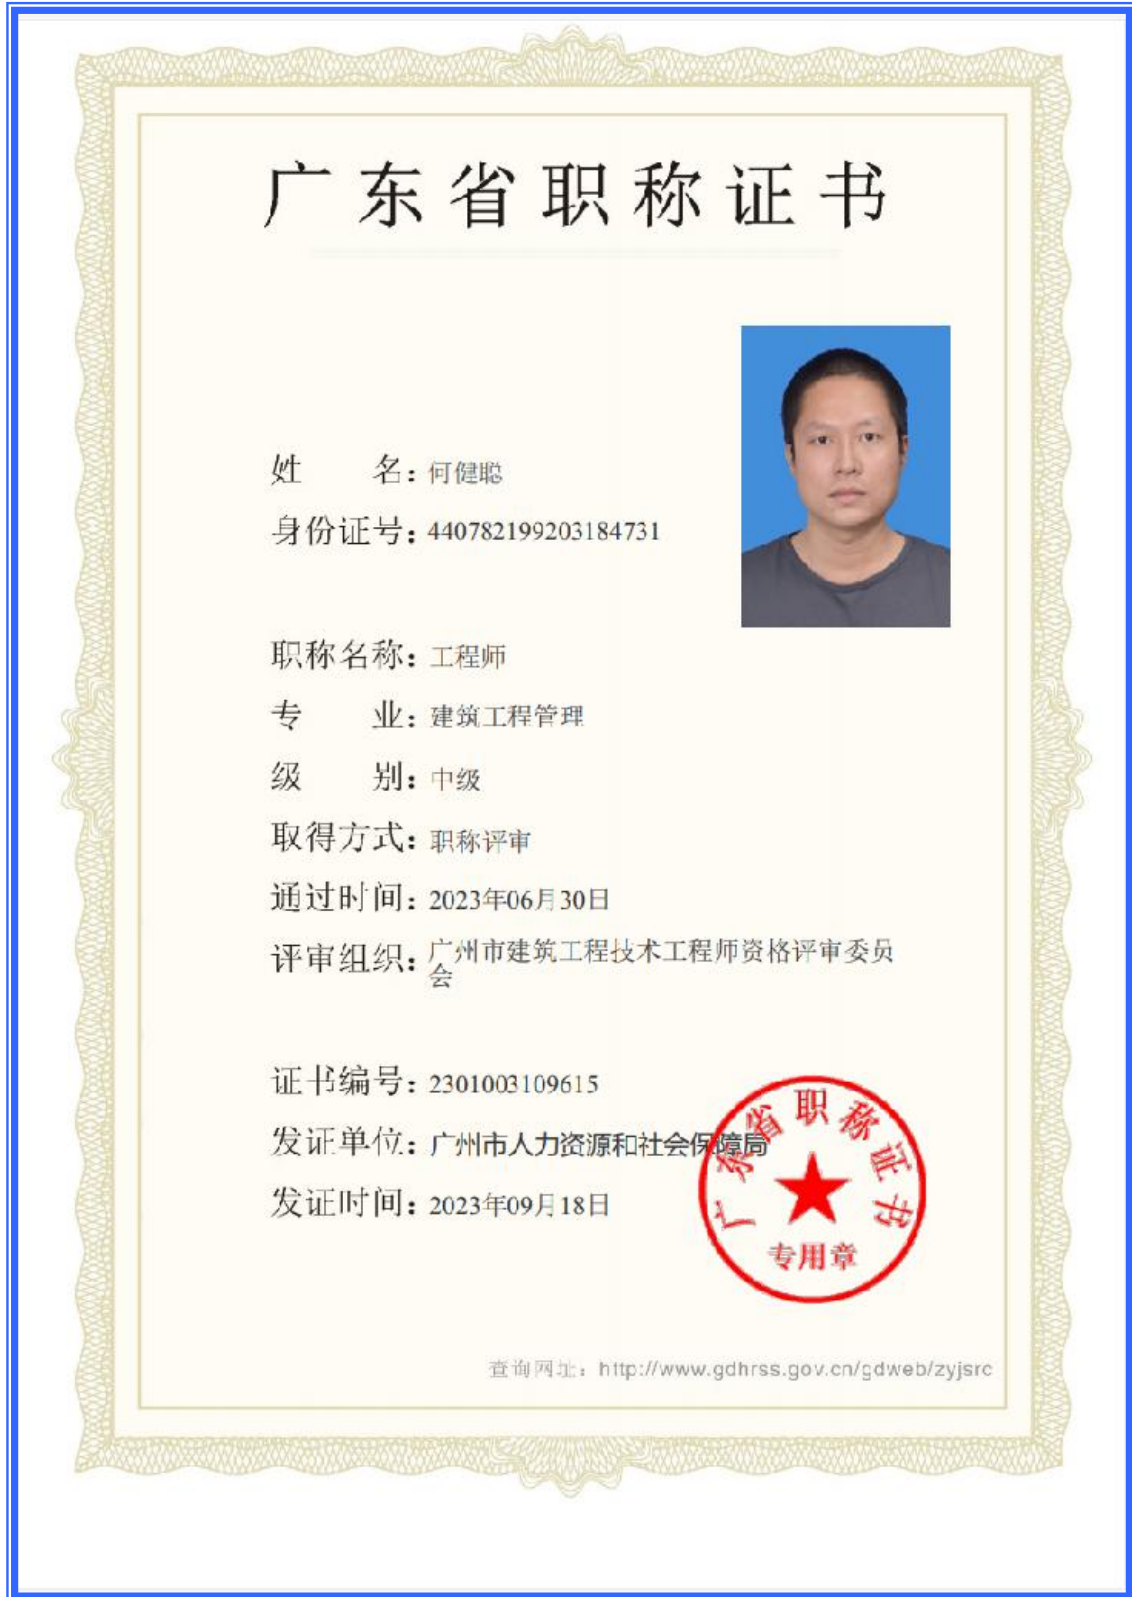 广东省职称证书
姓 名：何健聪
身份证号：440782199203184731
职称名称：工程师
专 业：建筑工程管理
级 别：中级
取得方式：职称评审
通过时间：2023年06月30日
评审组织：广州市建筑工程技术工程师资格评审委员
会
证书编号：2301003109615
发证单位：广州市人力资源和社会保障局
发证时间：2023年09月18日
广东省职称证书
专用章
查询网址：http://www.gdhrss.gov.cn/gdweb/zyjsrc